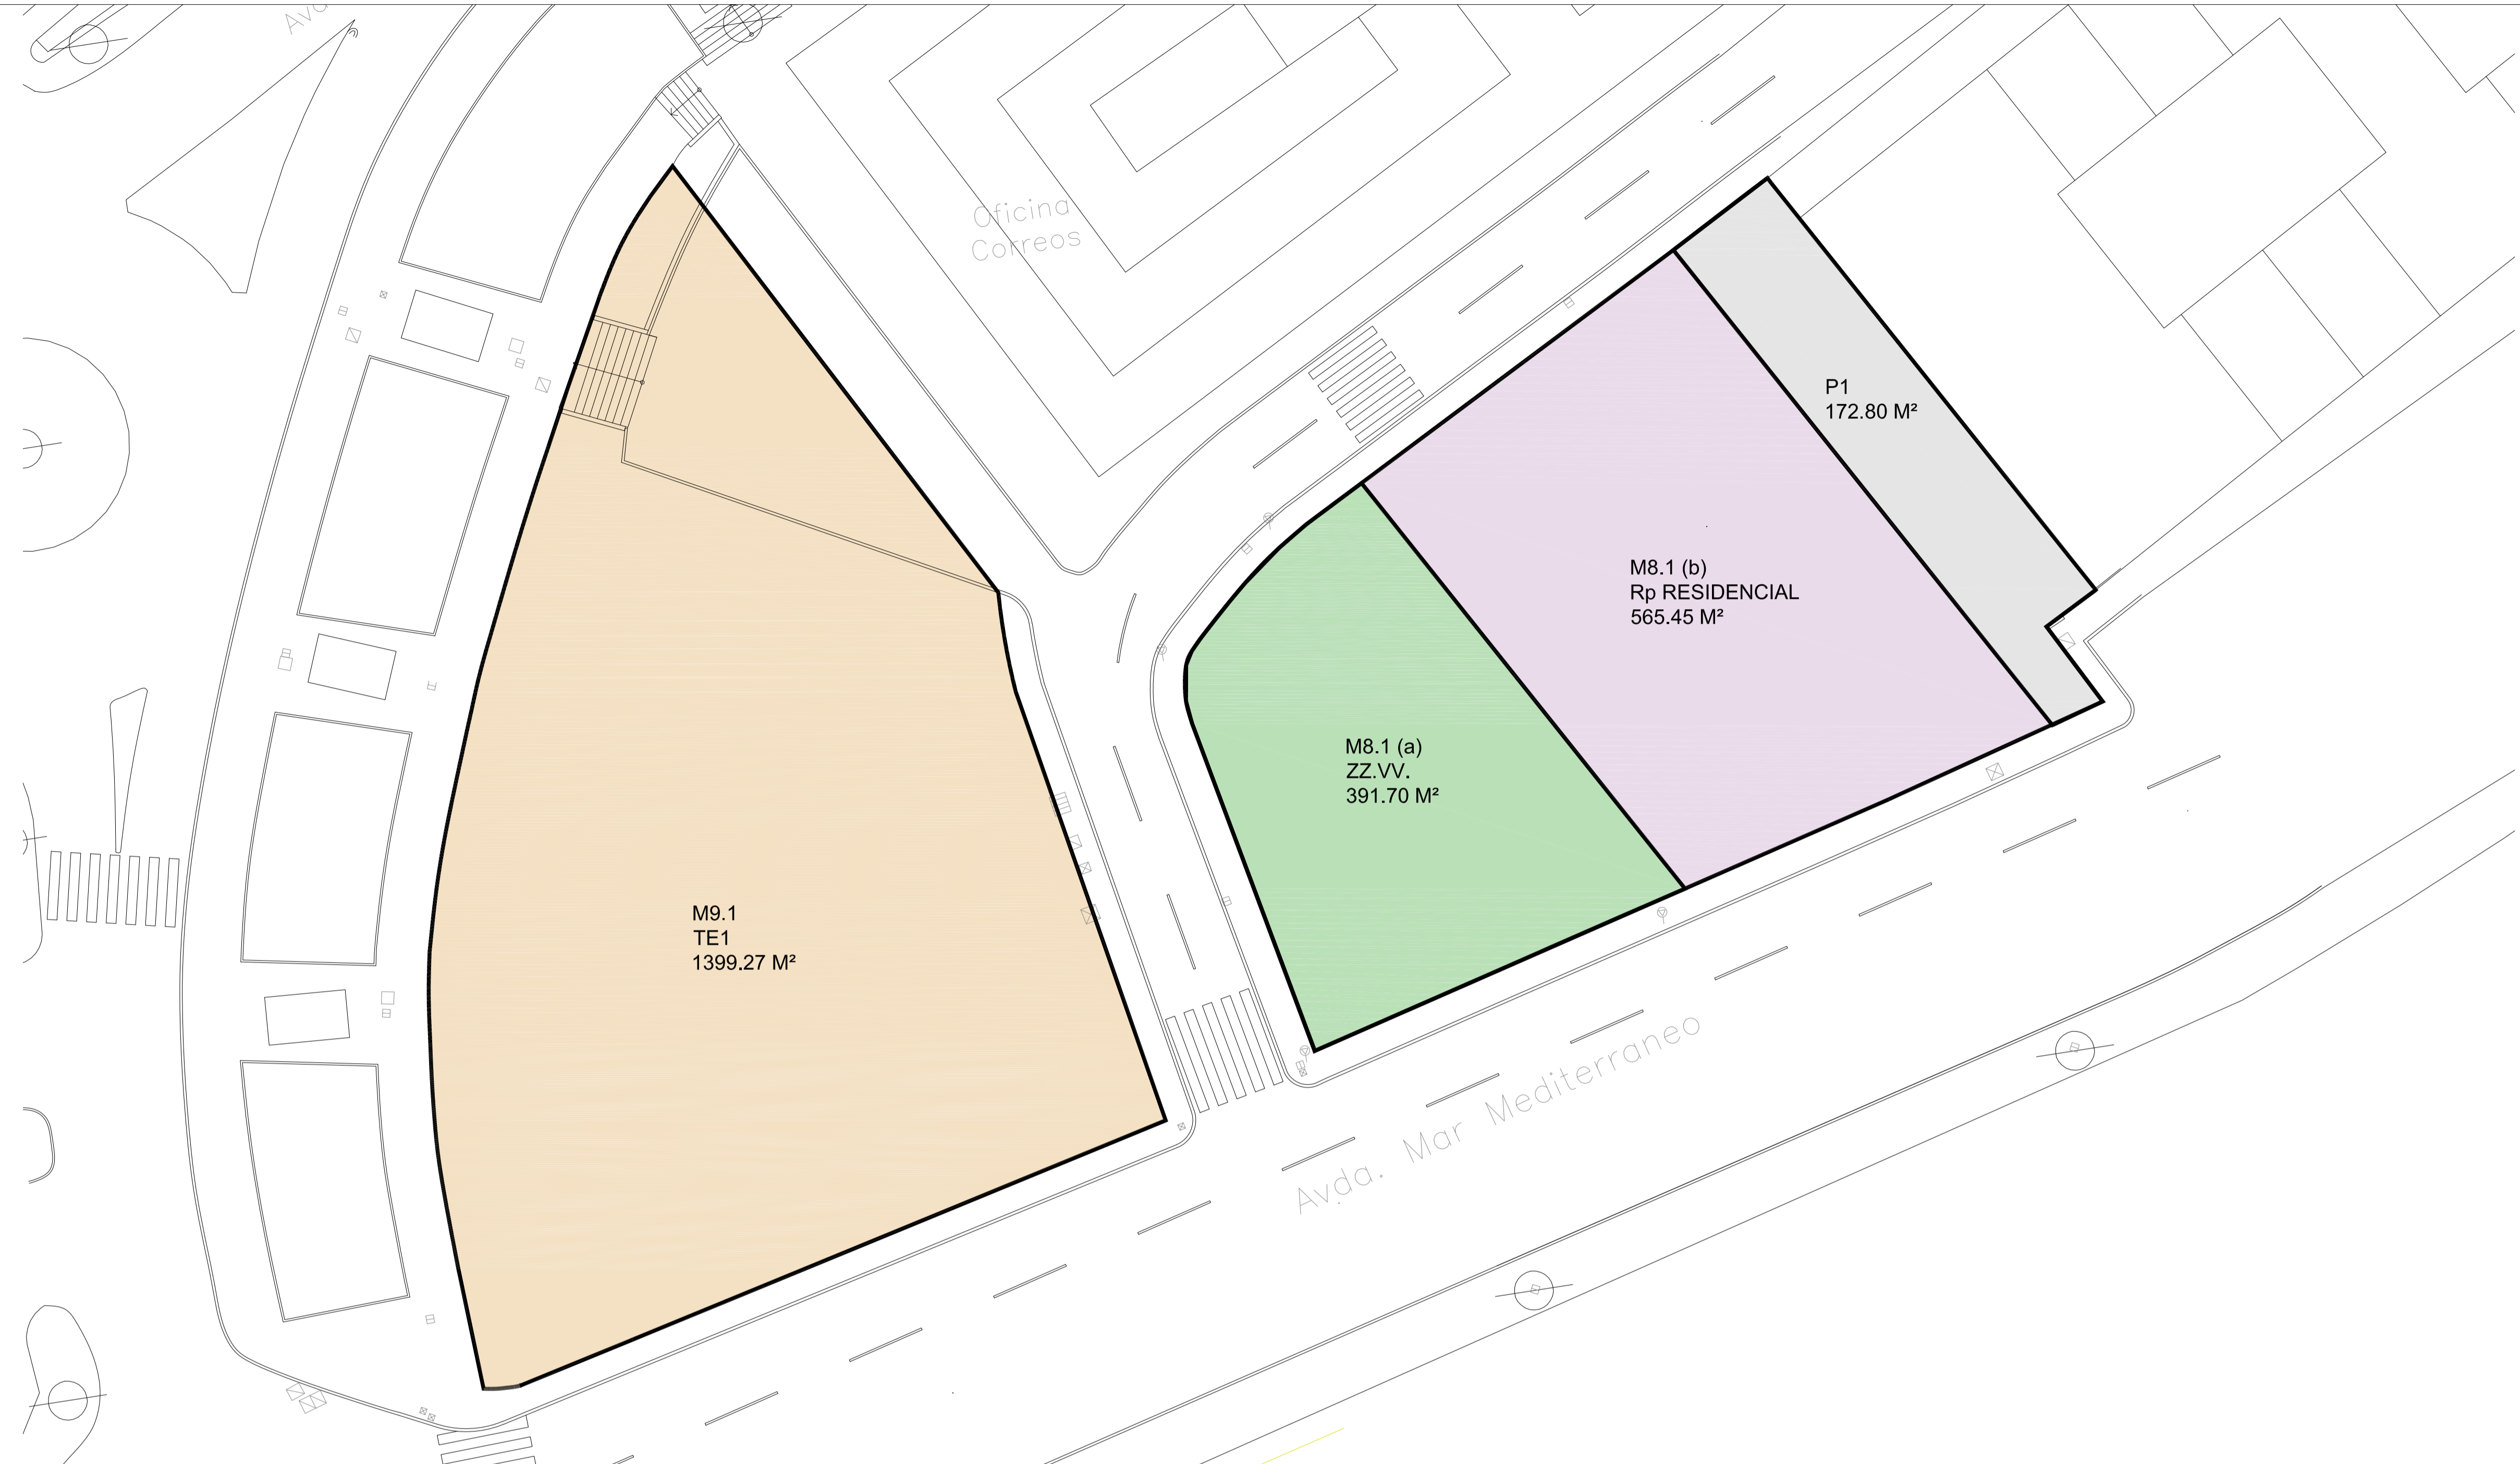 Oficina
Correos
P1
172.80 M²
M8.1 (b)
Rp RESIDENCIAL
565.45 M²
M8.1 (a)
ZZ.VV.
391.70 M²
M9.1
TE1
1399.27 M²
Avda. Mar Mediterraneo